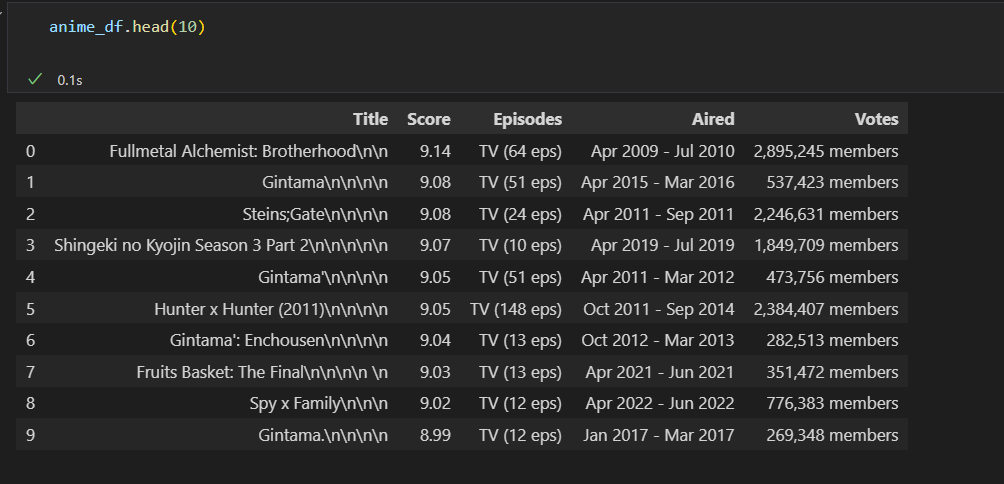 anime_df.head(10)
0.1s
Title Score Episodes Aired Votes
0 Fullmetal Alchemist: Brotherhood\n\n 9.14 TV (64 eps) Apr 2009 - Jul 2010 2,895,245 members
1 Gintama\n\n\n\n 9.08 TV (51 eps) Apr 2015 - Mar 2016 537,423 members
2 Steins;Gate\n\n\n\n 9.08 TV (24 eps) Apr 2011 - Sep 2011 2,246,631 members
3 Shingeki no Kyojin Season 3 Part 2\n\n\n\n\n 9.07 TV (10 eps) Apr 2019 - Jul 2019 1,849,709 members
4 Gintama'\n\n\n\n 9.05 TV (51 eps) Apr 2011 - Mar 2012 473,756 members
5 Hunter x Hunter (2011)\n\n\n\n 9.05 TV (148 eps) Oct 2011 - Sep 2014 2,384,407 members
6 Gintama': Enchousen\n\n\n\n 9.04 TV (13 eps) Oct 2012 - Mar 2013 282,513 members
7 Fruits Basket: The Final\n\n\n\n \n 9.03 TV (13 eps) Apr 2021 - Jun 2021 351,472 members
8 Spy x Family\n\n\n 9.02 TV (12 eps) Apr 2022 - Jun 2022 776,383 members
9 Gintama.\n\n\n\n 8.99 TV (12 eps) Jan 2017 - Mar 2017 269,348 members